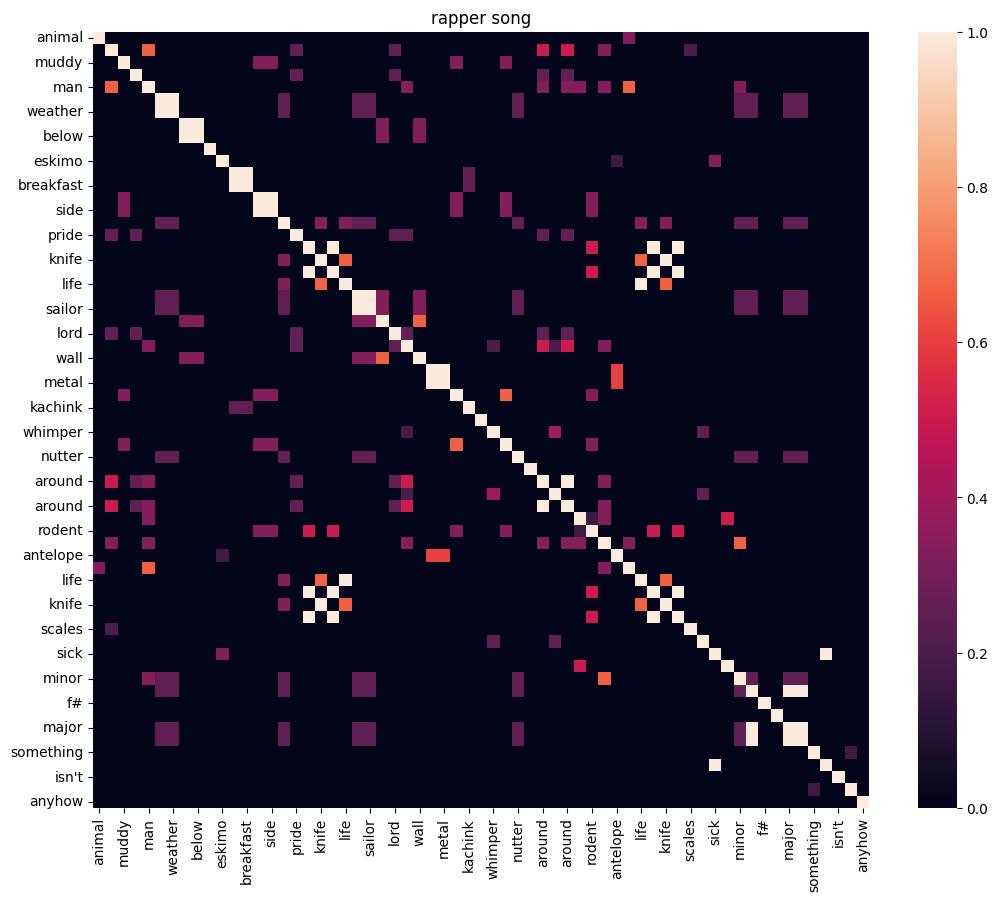 rapper song
animal
muddy
man
weather
below
eskimo
breakfast
side
pride
knife
life
sailor
lord
wall
metal
kachink
whimper
nutter
around
around
rodent
antelope
life
knife
scales
sick
minor
f#
major
something
isn't
anyhow
animal
muddy
man
weather
below
eskimo
breakfast
side
pride
knife
life
sailor
lord
wall
metal
kachink
whimper
nutter
around
around
rodent
antelope
life
knife
scales
sick
minor
f#
major
something
isn't
anyhow
1.0
0.8
0.6
0.4
0.2
0.0